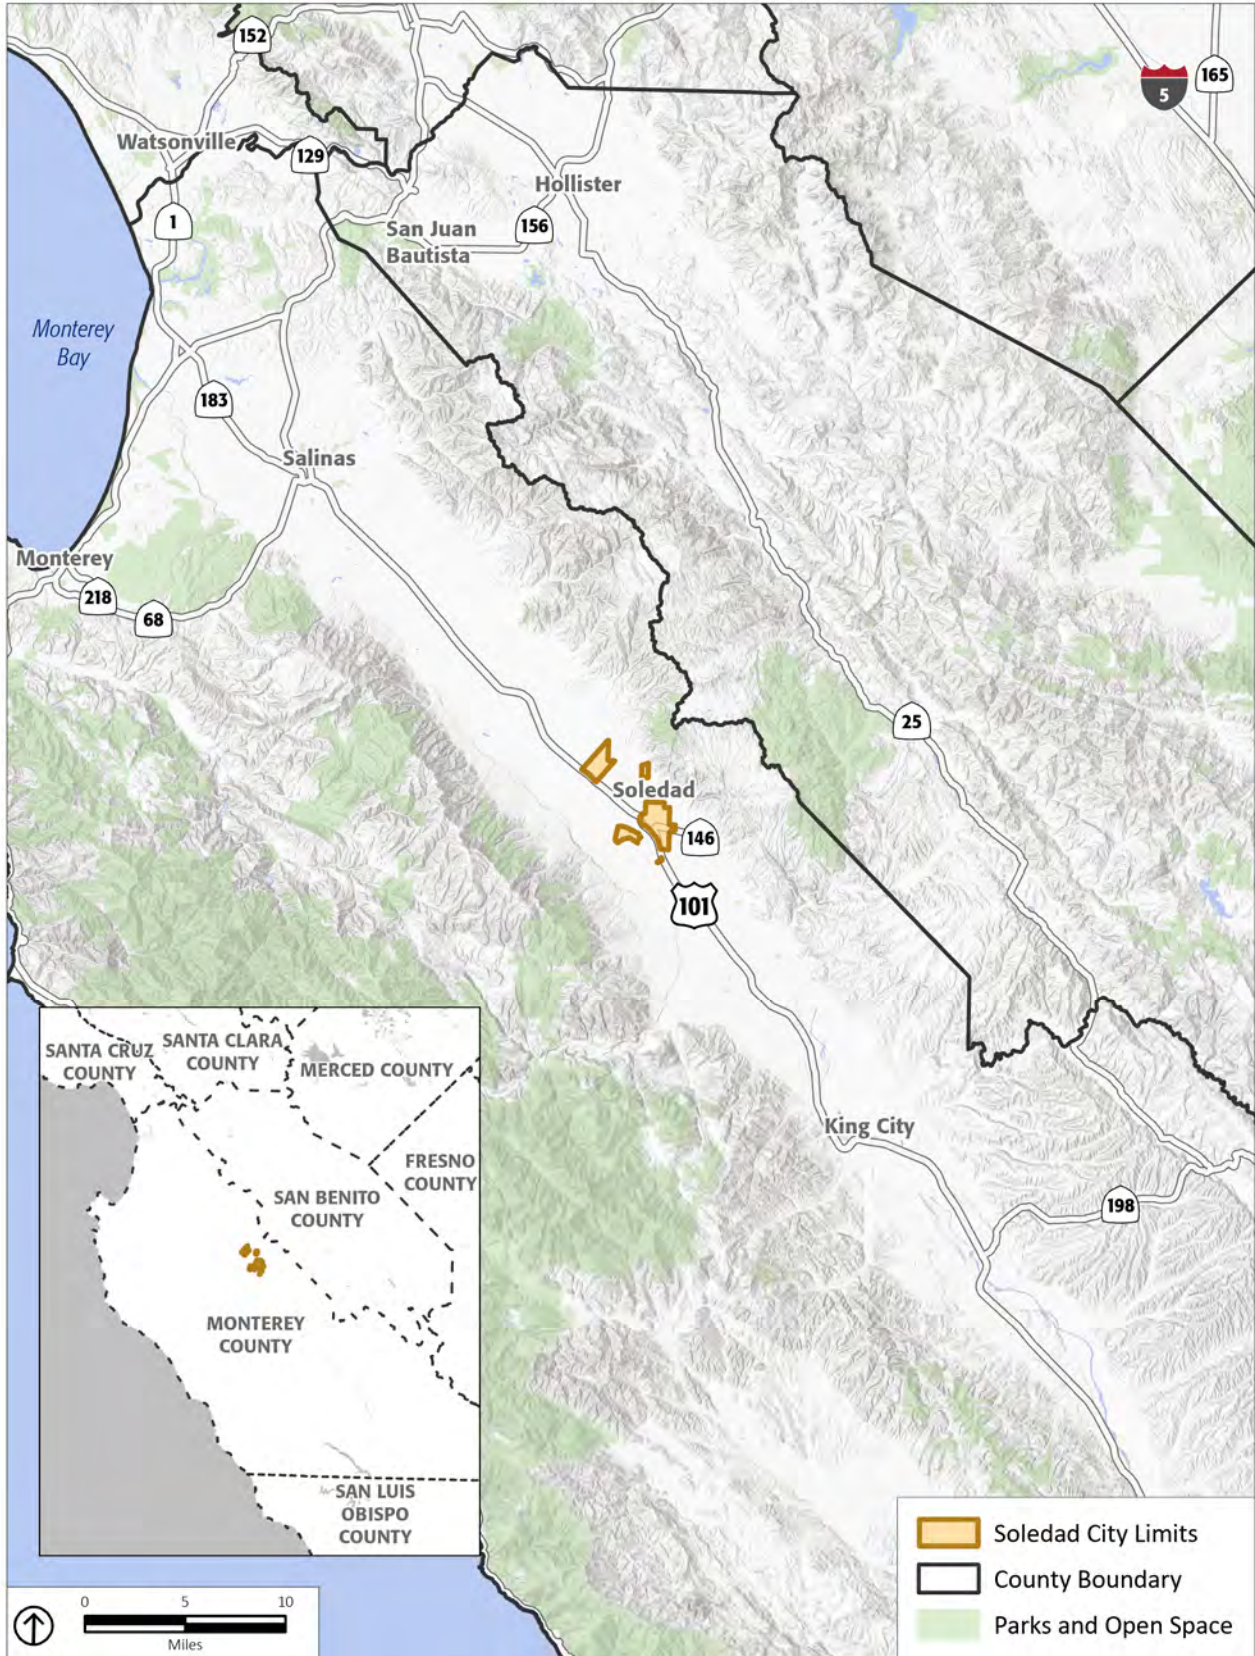 152
5
165
Watsonville
129
Hollister
1
San Juan
Bautista
156
Monterey
Bay
183
Salinas
Monterey
218
68
25
Soledad
146
101
King City
198
SANTA CRUZ
COUNTY
SANTA CLARA
COUNTY
MERCED COUNTY
FRESNO
COUNTY
SAN BENITO
COUNTY
MONTEREY
COUNTY
SAN LUIS
OBISPO
COUNTY
Soledad City Limits
County Boundary
Parks and Open Space
0 5 10
Miles